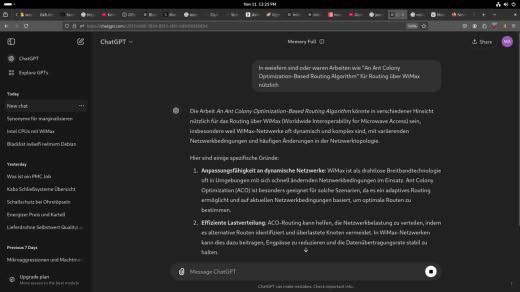 Nov 11 12:25 PM
ChatGPT
Memory Full
Share
ChatGPT
Explore GPTs
Today
New chat
Synonyme für marginalisieren
Intel CPUs mit WiMax
Blacklist iwlwifi iwlmvm Debian
Yesterday
Was ist ein PMC Job
Kaba Schließsysteme Übersicht
Schallschutz bei Ohrstöpseln
Energizer Preis und Kartell
Lieferdrohne Selbstwert Qualityl
Previous 7 Days
Mikroaggressionen und Machtm
Upgrade plan
More access to the best models
In wiefern sind oder waren Arbeiten wie "An Ant Colony
Optimization-Based Routing Algorithm" für Routing über WiMax
nützlich
Die Arbeit An Ant Colony Optimization-Based Routing Algorithm könnte in verschiedener Hinsicht
nützlich für das Routing über WiMAX (Worldwide Interoperability for Microwave Access) sein,
insbesondere weil WiMAX-Netzwerke oft dynamisch und komplex sind, mit variierenden
Netzwerkbedingungen und häufigen Änderungen in der Netzwerktopologie.
Hier sind einige spezifische Gründe:
1. Anpassungsfähigkeit an dynamische Netzwerke: WiMAX ist als drahtlose Breitbandtechnologie
oft in Umgebungen mit sich schnell ändernden Netzwerkbedingungen im Einsatz. Ant Colony
Optimization (ACO) ist besonders geeignet für solche Szenarien, da es ein adaptives Routing
ermöglicht und auf aktuellen Netzwerkbedingungen basiert, um optimale Routen zu
bestimmen.
2. Effiziente Lastverteilung: ACO-Routing kann helfen, die Netzwerkbelastung zu verteilen, indem
es alternative Routen identifiziert und überlastete Knoten vermeidet. In WiMAX-Netzwerken
kann dies dazu beitragen, Engpässe zu reduzieren und die Datenübertragungsrate stabil zu
halten.
Message ChatGPT
ChatGPT can make mistakes. Check important info.